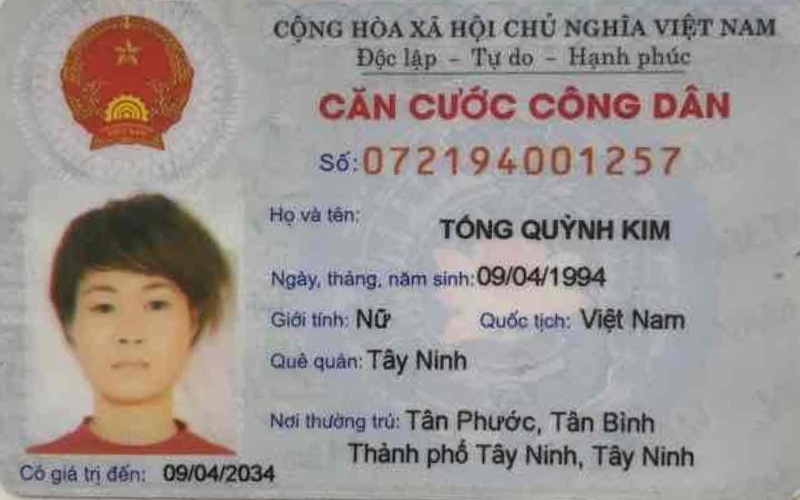 CỘNG HÒA XÃ HỘI CHỦ NGHĨA VIỆT NAM
Độc lập - Tự do - Hạnh phúc
CĂN CƯỚC CÔNG DÂN
Số: 072194001257
Họ và tên: TỐNG QUỲNH KIM
Ngày, tháng, năm sinh: 09/04/1994
Giới tính: Nữ Quốc tịch: Việt Nam
Quê quán: Tây Ninh
Nơi thường trú: Tân Phước, Tân Bình
Thành phố Tây Ninh, Tây Ninh
Có giá trị đến: 09/04/2034